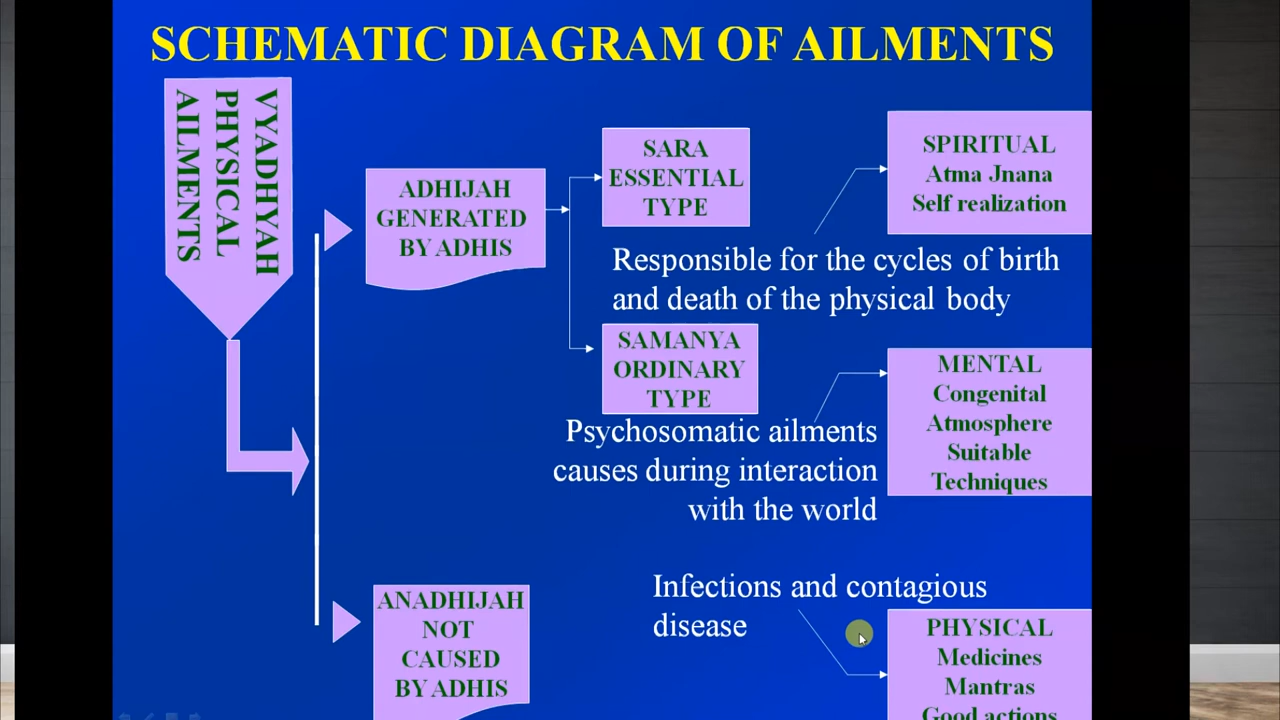 SCHEMATIC DIAGRAM OF AILMENTS
VYADHYAH
PHYSICAL
AILMENTS
ADHIJAH
GENERATED
BY ADHIS
SARA
ESSENTIAL
TYPE
SPIRITUAL
Atma Jnana
Self realization
Responsible for the cycles of birth
and death of the physical body
SAMANYA
ORDINARY
TYPE
MENTAL
Congenital
Atmosphere
Suitable
Techniques
Psychosomatic ailments
causes during interaction
with the world
ANADHIJAH
NOT
CAUSED
BY ADHIS
Infections and contagious
disease
PHYSICAL
Medicines
Mantras
Good actions